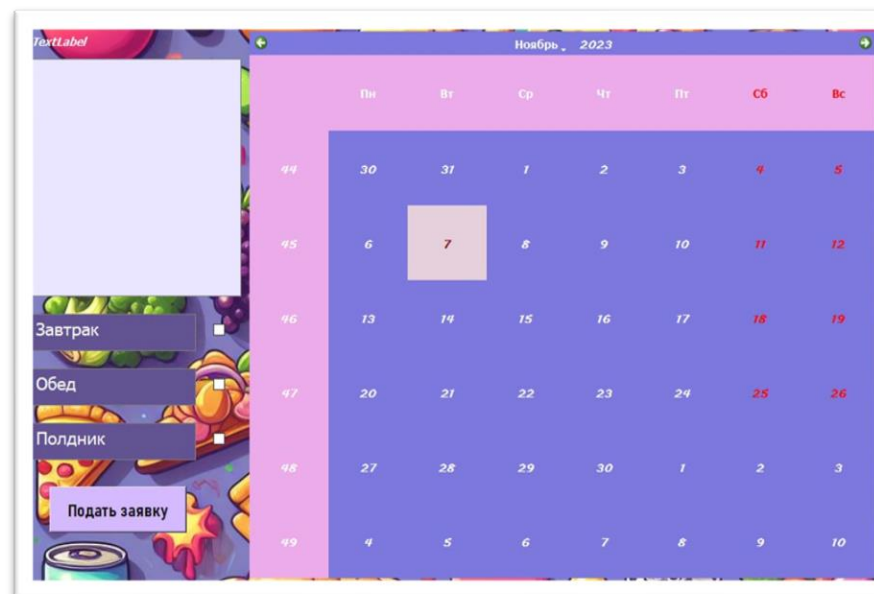 TextLabel
Ноябрь 2023
Пн Вт Ср Чт Пт Сб Вс
44 30 31 1 2 3 4 5
45 6 7 8 9 10 11 12
46 13 14 15 16 17 18 19
47 20 21 22 23 24 25 26
48 27 28 29 30 1 2 3
49 4 5 6 7 8 9 10
Завтрак
Обед
Полдник
Подать заявку